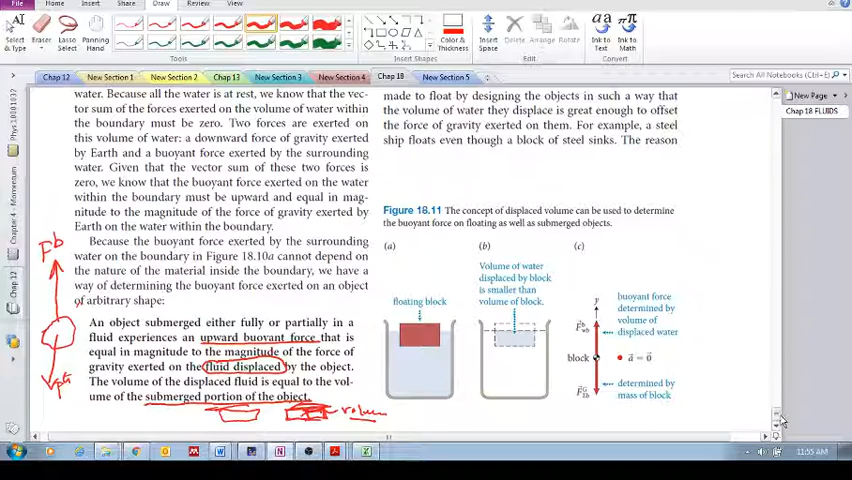 File
Home
Insert
Share
Draw
Review
View
Select & Type
Eraser
Lasso Select
Panning Hand
Tools
Insert Shapes
Color & Thickness
Insert Space
Delete
Arrange
Rotate
Edit
Ink to Text
Ink to Math
Convert
Chap 12
New Section 1
New Section 2
Chap 13
New Section 3
New Section 4
Chap 18
New Section 5
Search All Notebooks (Ctrl+E)
New Page
Chap 18 FLUIDS
Chapter 4 - Momentum
Chap 12
water. Because all the water is at rest, we know that the vec-
tor sum of the forces exerted on the volume of water within
the boundary must be zero. Two forces are exerted on
this volume of water: a downward force of gravity exerted
by Earth and a buoyant force exerted by the surrounding
water. Given that the vector sum of these two forces is
zero, we know that the buoyant force exerted on the water
within the boundary must be upward and equal in mag-
nitude to the magnitude of the force of gravity exerted by
Earth on the water within the boundary.
Because the buoyant force exerted by the surrounding
water on the boundary in Figure 18.10a cannot depend on
the nature of the material inside the boundary, we have a
way of determining the buoyant force exerted on an object
of arbitrary shape:
An object submerged either fully or partially in a
fluid experiences an upward buoyant force that is
equal in magnitude to the magnitude of the force of
gravity exerted on the fluid displaced by the object.
The volume of the displaced fluid is equal to the vol-
ume of the submerged portion of the object.
volum
made to float by designing the objects in such a way that
the volume of water they displace is great enough to offset
the force of gravity exerted on them. For example, a steel
ship floats even though a block of steel sinks. The reason
Figure 18.11 The concept of displaced volume can be used to determine
the buoyant force on floating as well as submerged objects.
(a)
(b)
(c)
floating block
Volume of water
displaced by block
is smaller than
volume of block.
y
buoyant force
determined by
volume of
displaced water
block
a = 0
determined by
mass of block
11:55 AM